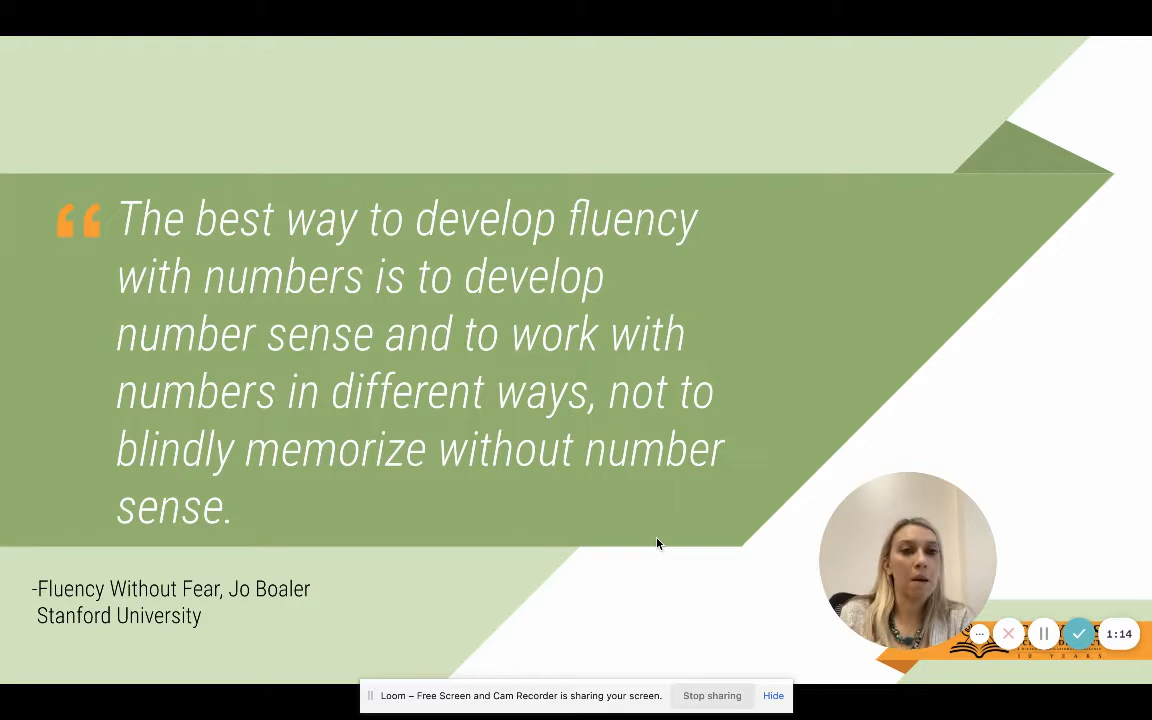 “ The best way to develop fluency
with numbers is to develop
number sense and to work with
numbers in different ways, not to
blindly memorize without number
sense.
-Fluency Without Fear, Jo Boaler
Stanford University
1:14
10 YEARS
Loom – Free Screen and Cam Recorder is sharing your screen. Stop sharing Hide